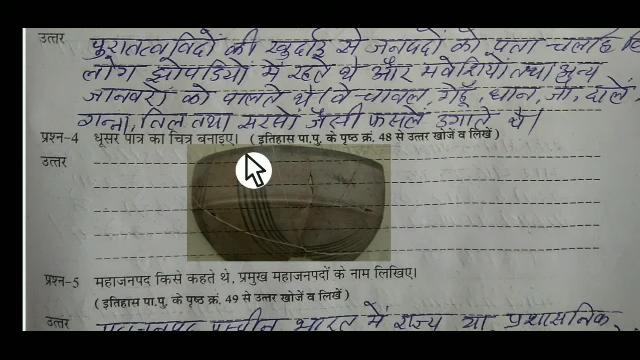 उत्तर पुरातत्वविदों की खुदाई से जनपदों का पता चला है कि
लोग झोपडियो में रहते थे और मवेशियों तथा अन्य
जानवरों को पालते थे। वे चावल, गेहूँ, धान, जौ, दालें,
गन्ना, तिल तथा सरसों जैसी फसलें उगाते थे।
प्रश्न-4 धूसर पात्र का चित्र बनाइए। ( इतिहास पा.पु. के पृष्ठ क्र. 48 से उत्तर खोजें व लिखें )
उत्तर
प्रश्न-5 महाजनपद किसे कहते थे, प्रमुख महाजनपदों के नाम लिखिए।
( इतिहास पा.पु. के पृष्ठ क्र. 49 से उत्तर खोजें व लिखें )
उत्तर महाजनपद प्राचीन भारत में राज्य या प्रशासनिक